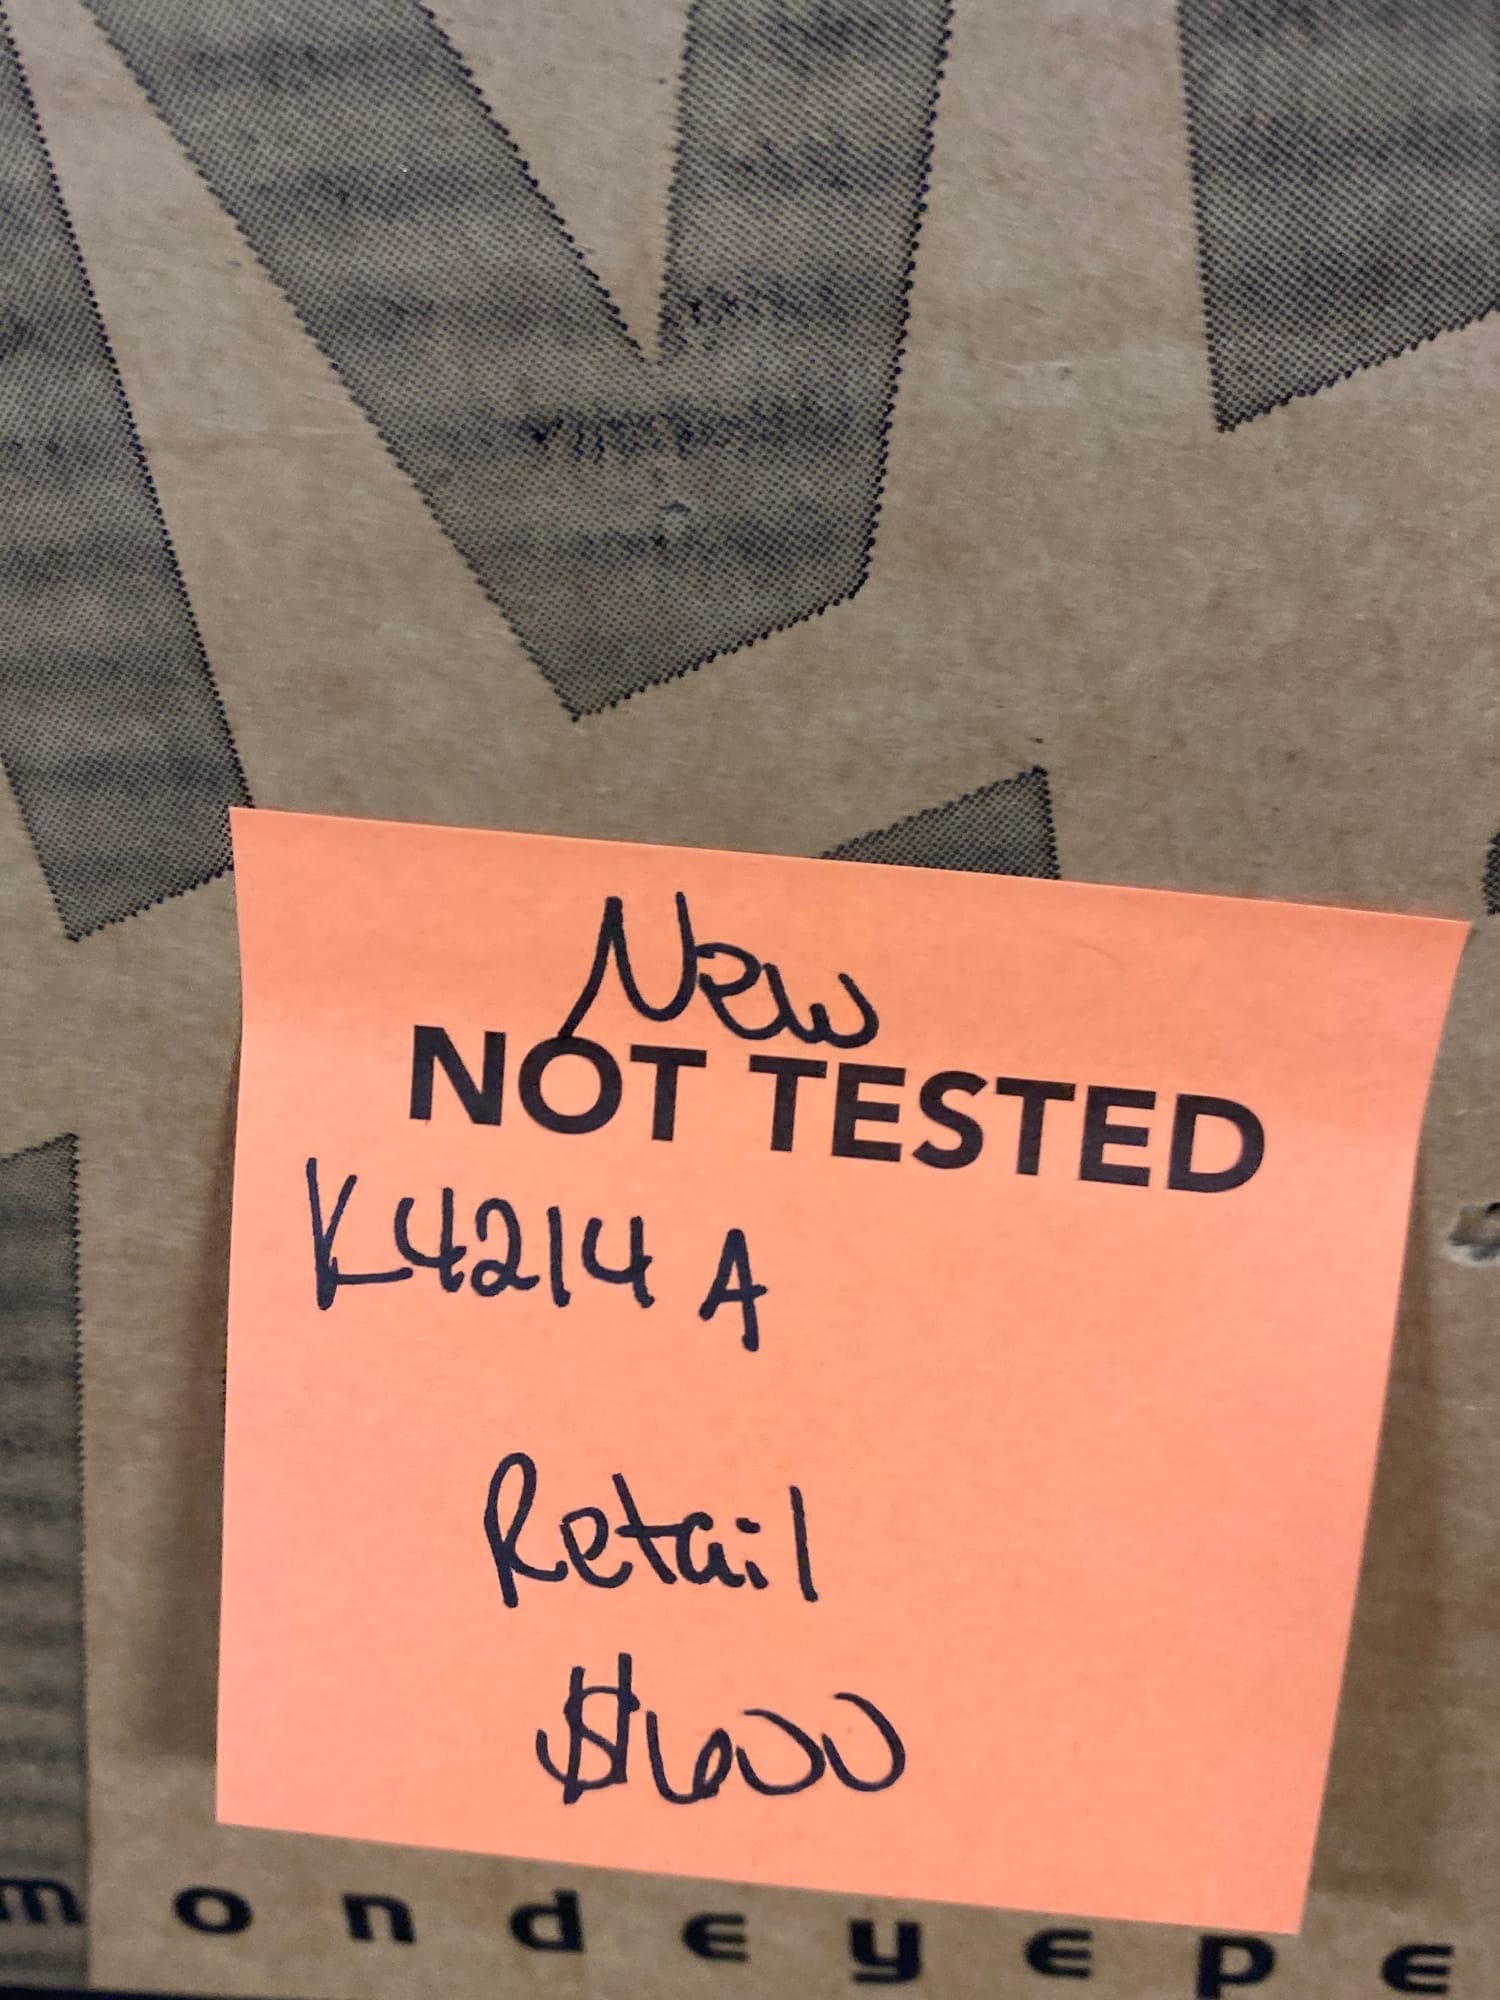 New
NOT TESTED
K4214 A
Retail
$600
mondeyepe